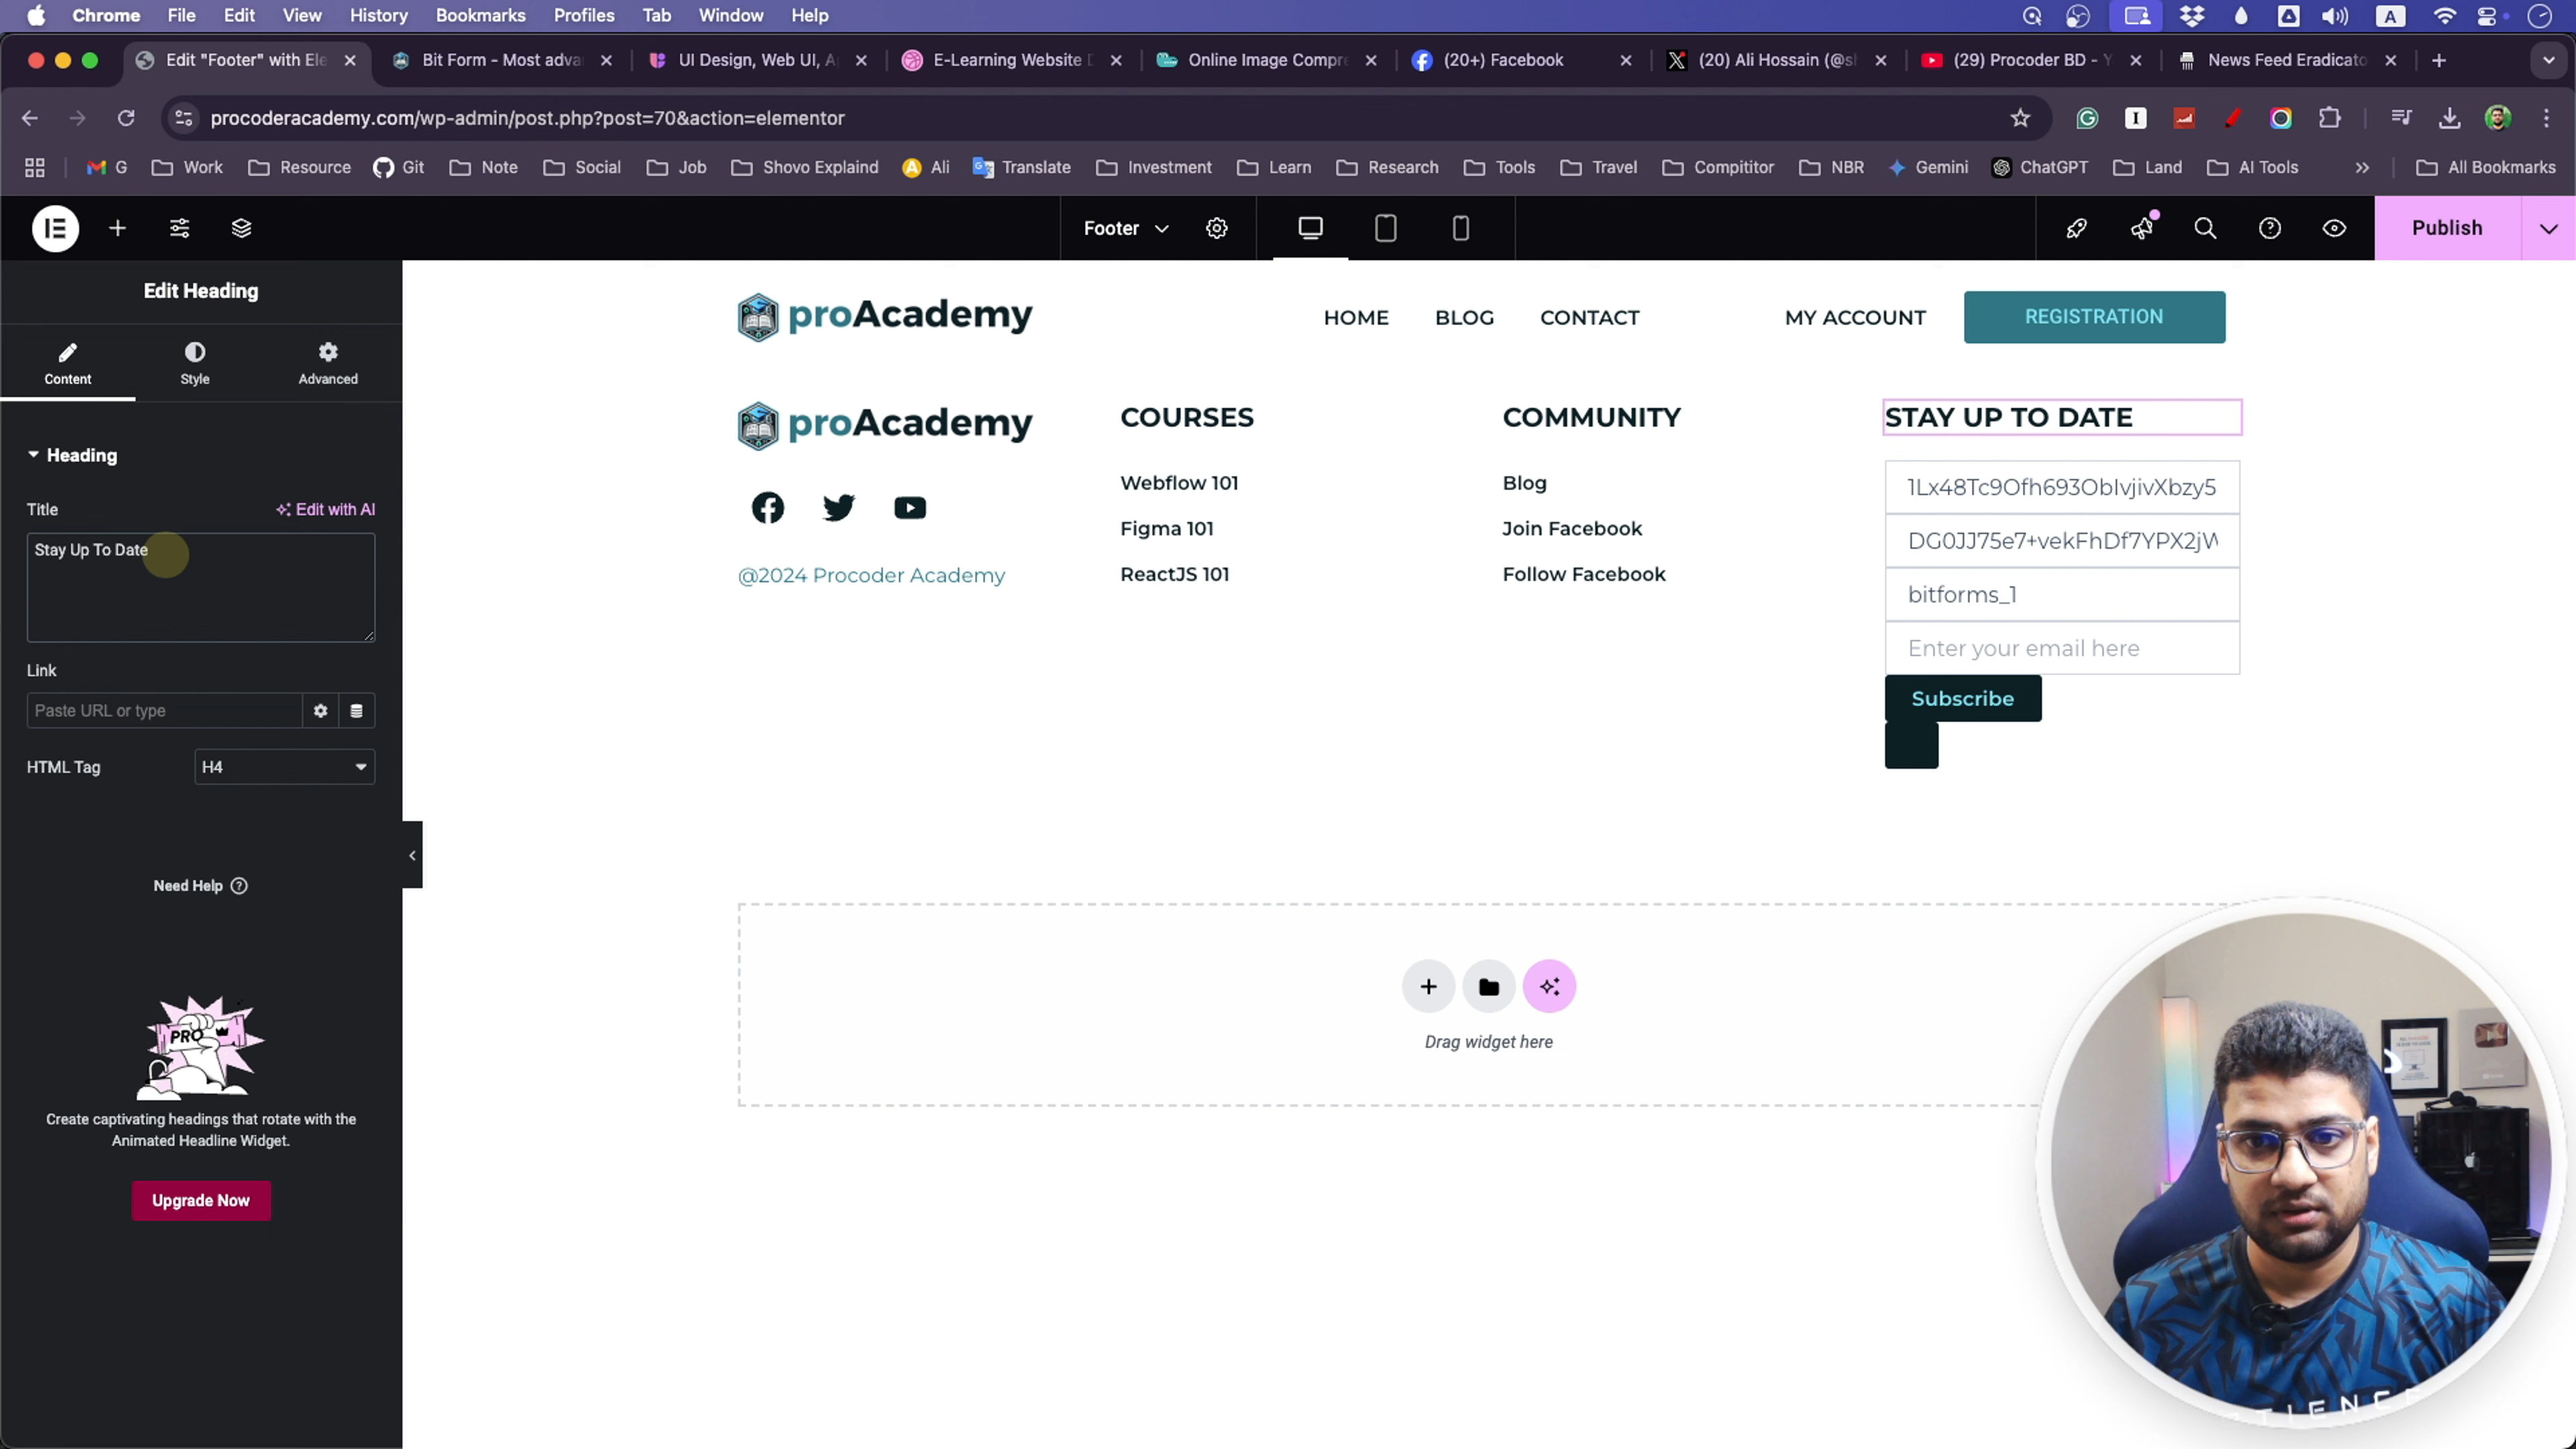 Chrome File Edit View History Bookmarks Profiles Tab Window Help
Edit "Footer" with Ele
Bit Form - Most adva
UI Design, Web UI, A
E-Learning Website D
Online Image Compre
(20+) Facebook
(20) Ali Hossain (@sh
(29) Procoder BD - Y
News Feed Eradicato
procoderacademy.com/wp-admin/post.php?post=70&action=elementor
G Work Resource Git Note Social Job Shovo Explaind Ali Translate Investment Learn Research Tools Travel Compititor NBR Gemini ChatGPT Land AI Tools All Bookmarks
Footer
Publish
Edit Heading
Content Style Advanced
Heading
Title Edit with AI
Stay Up To Date
Link
Paste URL or type
HTML Tag H4
Need Help
PRO
Create captivating headings that rotate with the
Animated Headline Widget.
Upgrade Now
proAcademy HOME BLOG CONTACT MY ACCOUNT REGISTRATION
proAcademy
@2024 Procoder Academy
COURSES
Webflow 101
Figma 101
ReactJS 101
COMMUNITY
Blog
Join Facebook
Follow Facebook
STAY UP TO DATE
1Lx48Tc9Ofh693ObIvjivXbzy5
DG0JJ75e7+vekFhDf7YPX2jW
bitforms_1
Enter your email here
Subscribe
Drag widget here